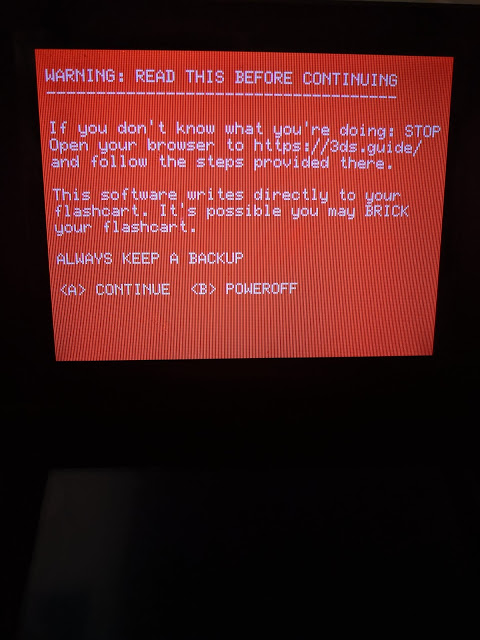 WARNING: READ THIS BEFORE CONTINUING
------------------------------------
If you don't know what you're doing: STOP
Open your browser to https://3ds.guide/
and follow the steps provided there.
This software writes directly to your
flashcart. It's possible you may BRICK
your flashcart.
ALWAYS KEEP A BACKUP
<A> CONTINUE <B> POWEROFF